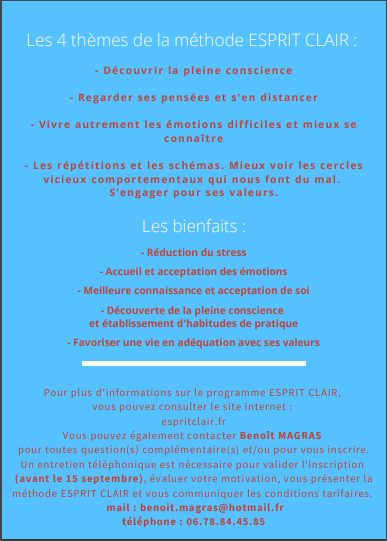 Les 4 thèmes de la méthode ESPRIT CLAIR :
- Découvrir la pleine conscience
- Regarder ses pensées et s'en distancer
- Vivre autrement les émotions difficiles et mieux se
connaître
- Les répétitions et les schémas. Mieux voir les cercles
vicieux comportementaux qui nous font du mal.
S'engager pour ses valeurs.
Les bienfaits :
- Réduction du stress
- Accueil et acceptation des émotions
- Meilleure connaissance et acceptation de soi
- Découverte de la pleine conscience
et établissement d'habitudes de pratique
- Favoriser une vie en adéquation avec ses valeurs
Pour plus d'informations sur le programme ESPRIT CLAIR,
vous pouvez consulter le site internet :
espritclair.fr
Vous pouvez également contacter Benoît MAGRAS
pour toutes question(s) complémentaire(s) et/ou pour vous inscrire.
Un entretien téléphonique est nécessaire pour valider l'inscription
(avant le 15 septembre), évaluer votre motivation, vous présenter la
méthode ESPRIT CLAIR et vous communiquer les conditions tarifaires.
mail : benoit.magras@hotmail.fr
téléphone : 06.78.84.45.85